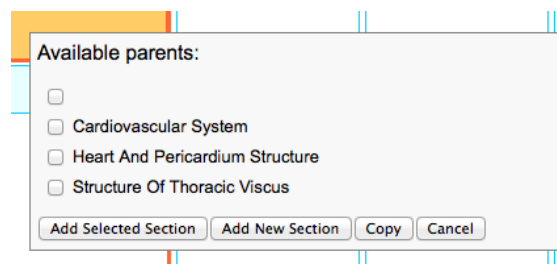 Available parents:
Cardiovascular System
Heart And Pericardium Structure
Structure Of Thoracic Viscus
Add Selected Section Add New Section Copy Cancel